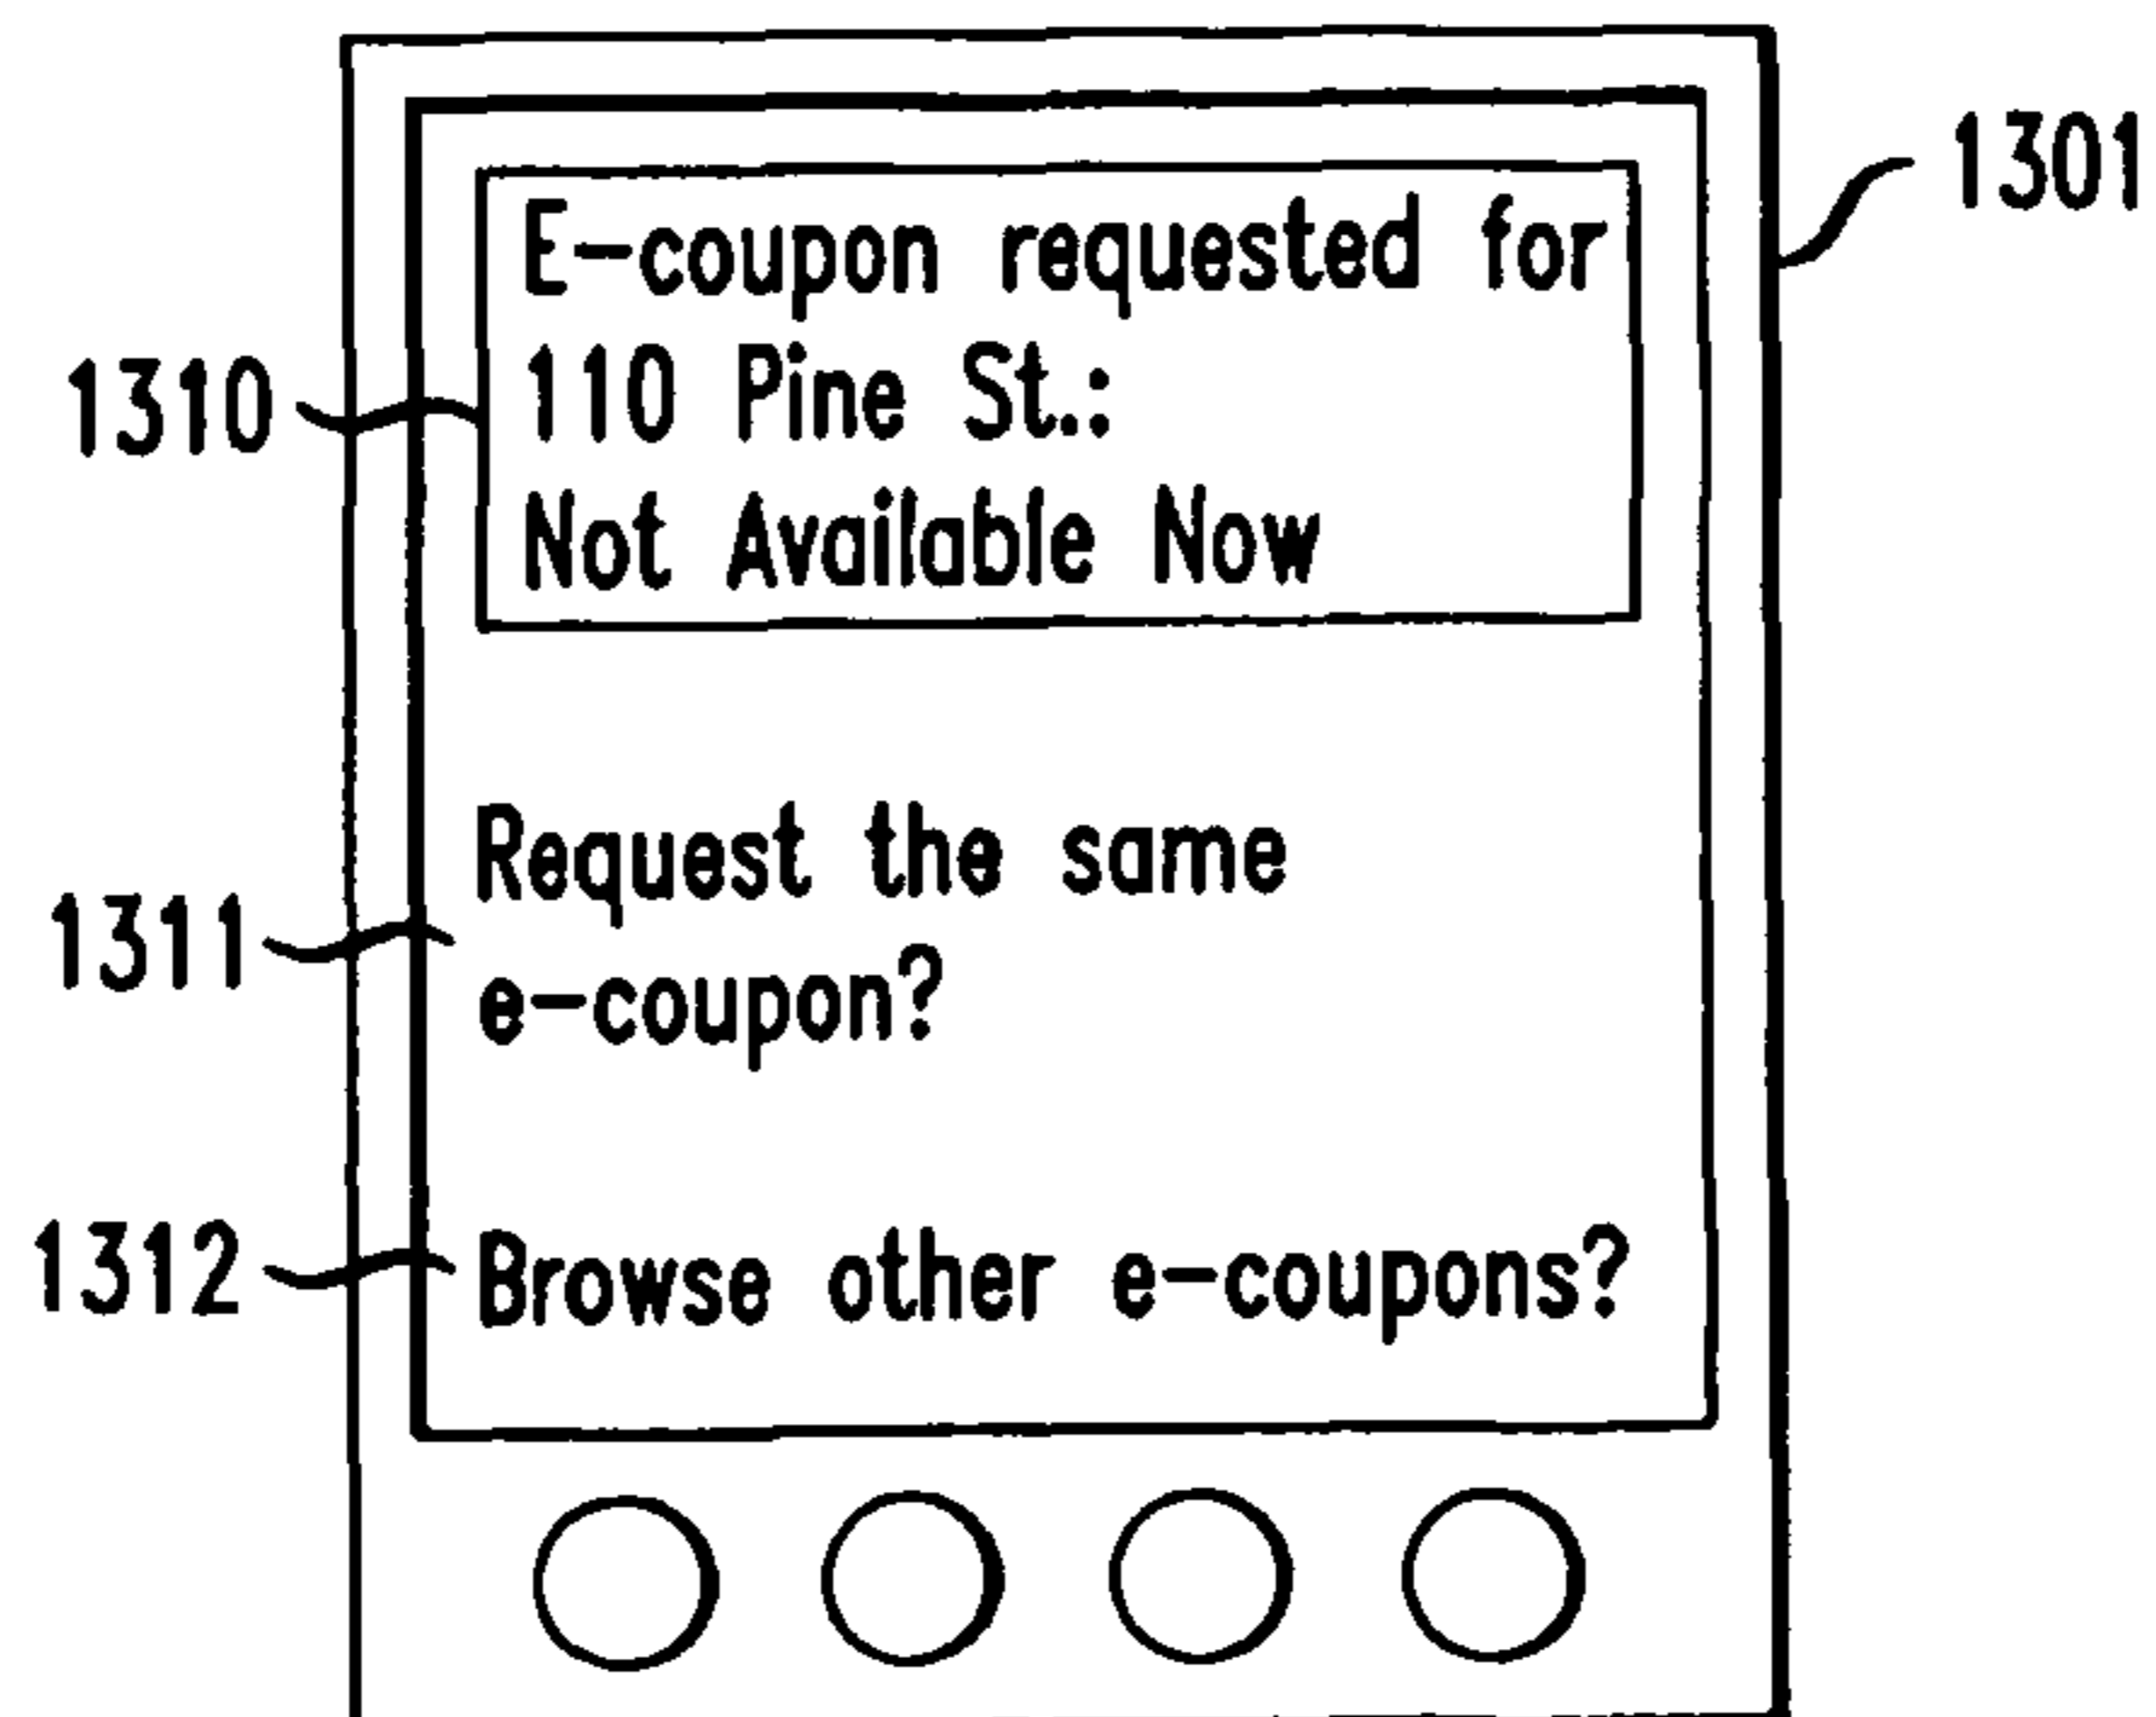 1301
E-coupon requested for
1310
110 Pine St.:
Not Available Now
Request the same
1311
e-coupon?
1312
Browse other e-coupons?